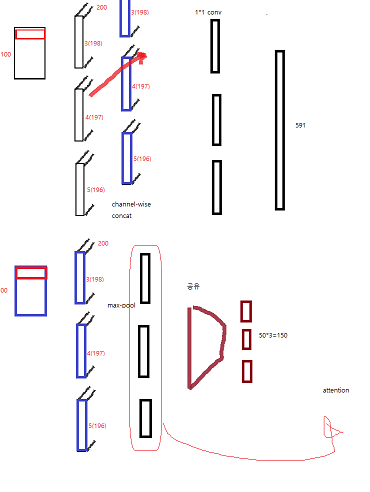 200
3(198)
1*1 conv
100
3(198)
4(197)
4(197)
591
5(196)
5(196)
channel-wise
concat
200
공유
00
3(198)
max-pool
4(197)
50*3=150
attention
5(196)